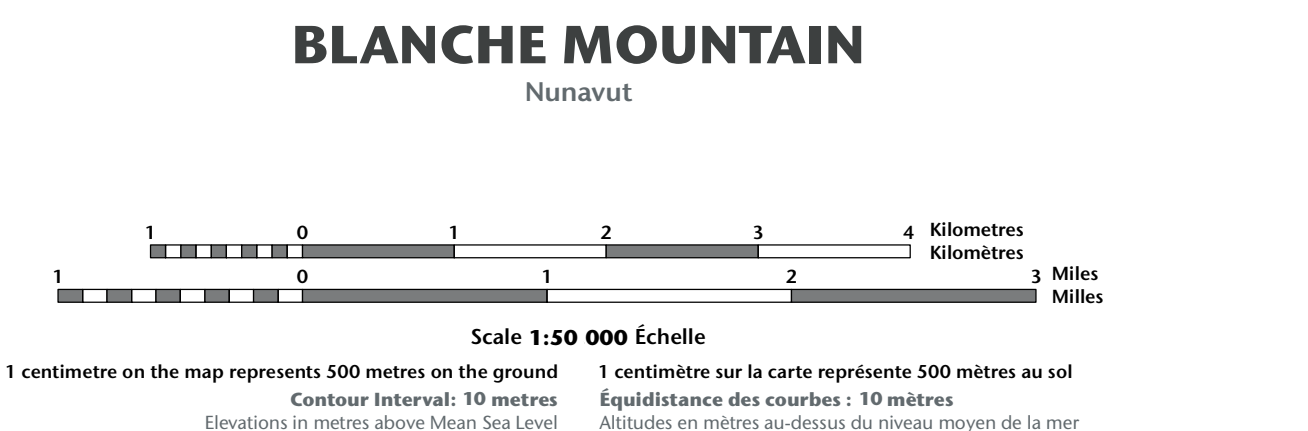 BLANCHE MOUNTAIN
Nunavut
1 0 1 2 3 4 Kilometres
Kilomètres
1 0 1 2 3 Miles
Milles
Scale 1:50 000 Échelle
1 centimetre on the map represents 500 metres on the ground
1 centimètre sur la carte représente 500 mètres au sol
Contour Interval: 10 metres
Équidistance des courbes : 10 mètres
Elevations in metres above Mean Sea Level
Altitudes en mètres au-dessus du niveau moyen de la mer